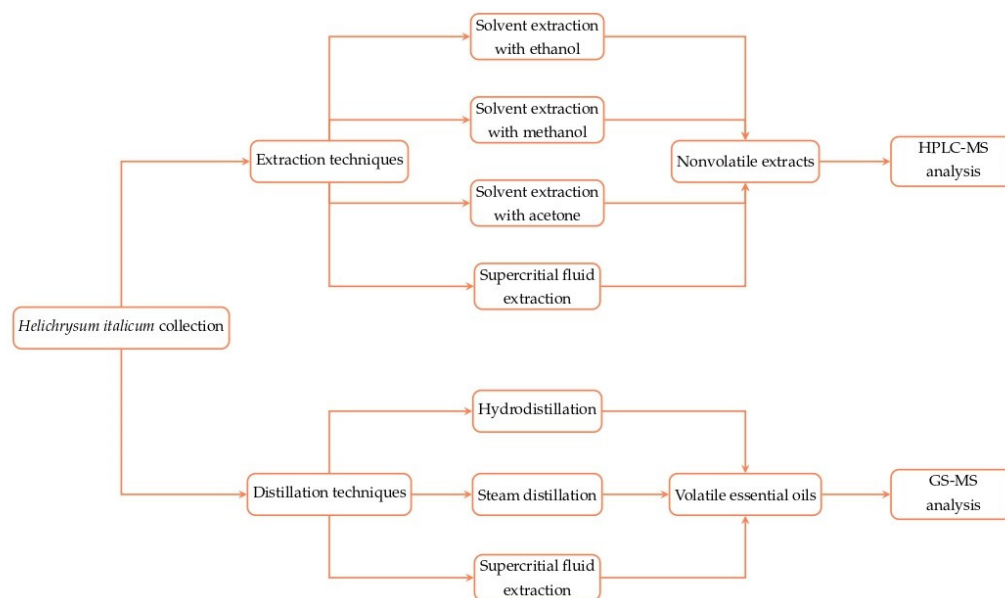 Solvent extraction
with ethanol
Solvent extraction
with methanol
Extraction techniques
Nonvolatile extracts
HPLC-MS
analysis
Solvent extraction
with acetone
Supercritial fluid
extraction
Helichrysum italicum collection
Hydrodistillation
Distillation techniques
Steam distillation
Volatile essential oils
GS-MS
analysis
Supercritial fluid
extraction